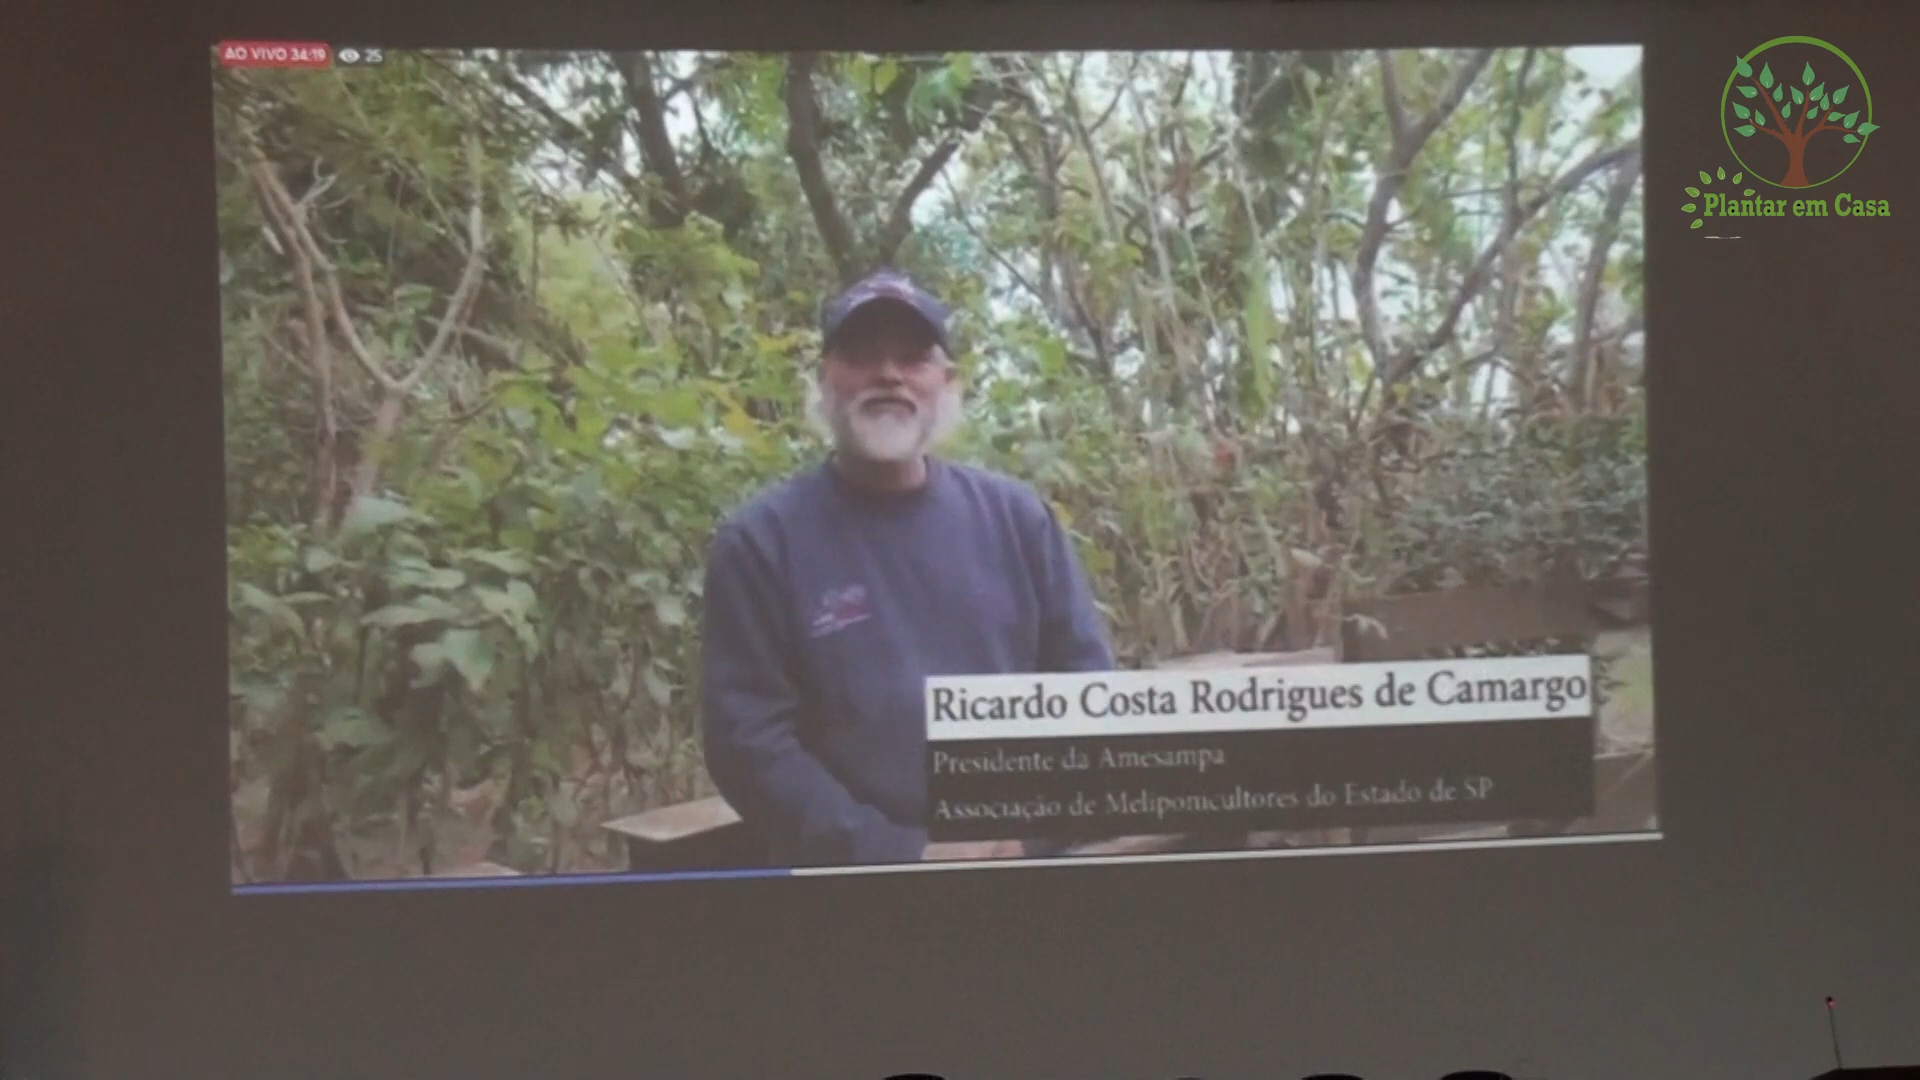 AO VIVO 34:19 25
Plantar em Casa
Ricardo Costa Rodrigues de Camargo
Presidente da Amesampa
Associação de Meliponicultores do Estado de SP